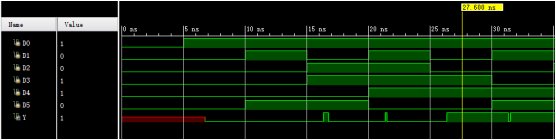 27.600 ns
Name Value
0 ns 5 ns 10 ns 15 ns 20 ns 25 ns 30 ns
D0 1
D1 0
D2 0
D3 1
D4 1
D5 0
Y 1